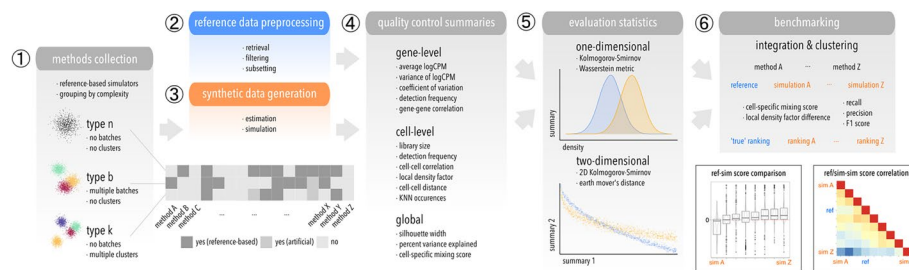 ① methods collection
· reference-based simulators
· grouping by complexity
type n
· no batches
· no clusters
type b
· multiple batches
· no clusters
type k
· no batches
· multiple clusters
② reference data preprocessing
· retrieval
· filtering
· subsetting
③ synthetic data generation
· estimation
· simulation
method A
method B
method C
...
...
method X
method Y
method Z
yes (reference-based)
yes (artificial)
no
④ quality control summaries
gene-level
· average logCPM
· variance of logCPM
· coefficient of variation
· detection frequency
· gene-gene correlation
cell-level
· library size
· detection frequency
· cell-cell correlation
· local density factor
· cell-cell distance
· KNN occurences
global
· silhouette width
· percent variance explained
· cell-specific mixing score
⑤ evaluation statistics
one-dimensional
· Kolmogorov-Smirnov
· Wasserstein metric
summary
density
two-dimensional
· 2D Kolmogorov-Smirnov
· earth mover's distance
summary 2
summary 1
⑥ benchmarking
integration & clustering
method A ... method Z
reference simulation A ... simulation Z
· cell-specific mixing score
· local density factor difference
· recall
· precision
· F1 score
'true' ranking ranking A ... ranking Z
ref-sim score comparison
0
sim A ... sim Z
ref/sim-sim score correlation
sim A
ref
sim Z
sim A ref sim Z